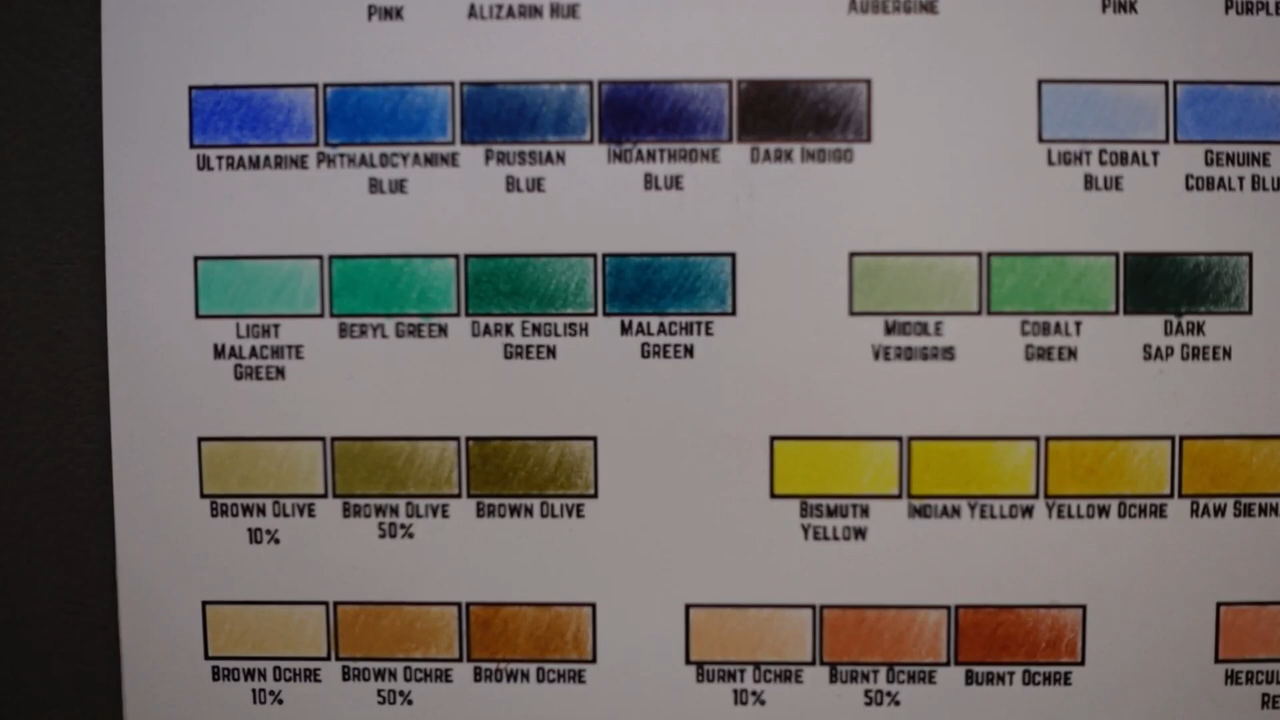 PINK ALIZARIN HUE AUBERGINE PINK PURPLE
ULTRAMARINE PHTHALOCYANINE PRUSSIAN INDANTHRONE DARK INDIGO LIGHT COBALT GENUINE
BLUE BLUE BLUE BLUE COBALT BLU
LIGHT BERYL GREEN DARK ENGLISH MALACHITE MIDDLE COBALT DARK
MALACHITE GREEN GREEN VERDIGRIS GREEN SAP GREEN
GREEN
BROWN OLIVE BROWN OLIVE BROWN OLIVE BISMUTH INDIAN YELLOW YELLOW OCHRE RAW SIENN
10% 50% YELLOW
BROWN OCHRE BROWN OCHRE BROWN OCHRE BURNT OCHRE BURNT OCHRE BURNT OCHRE HERCUL
10% 50% 10% 50% RE